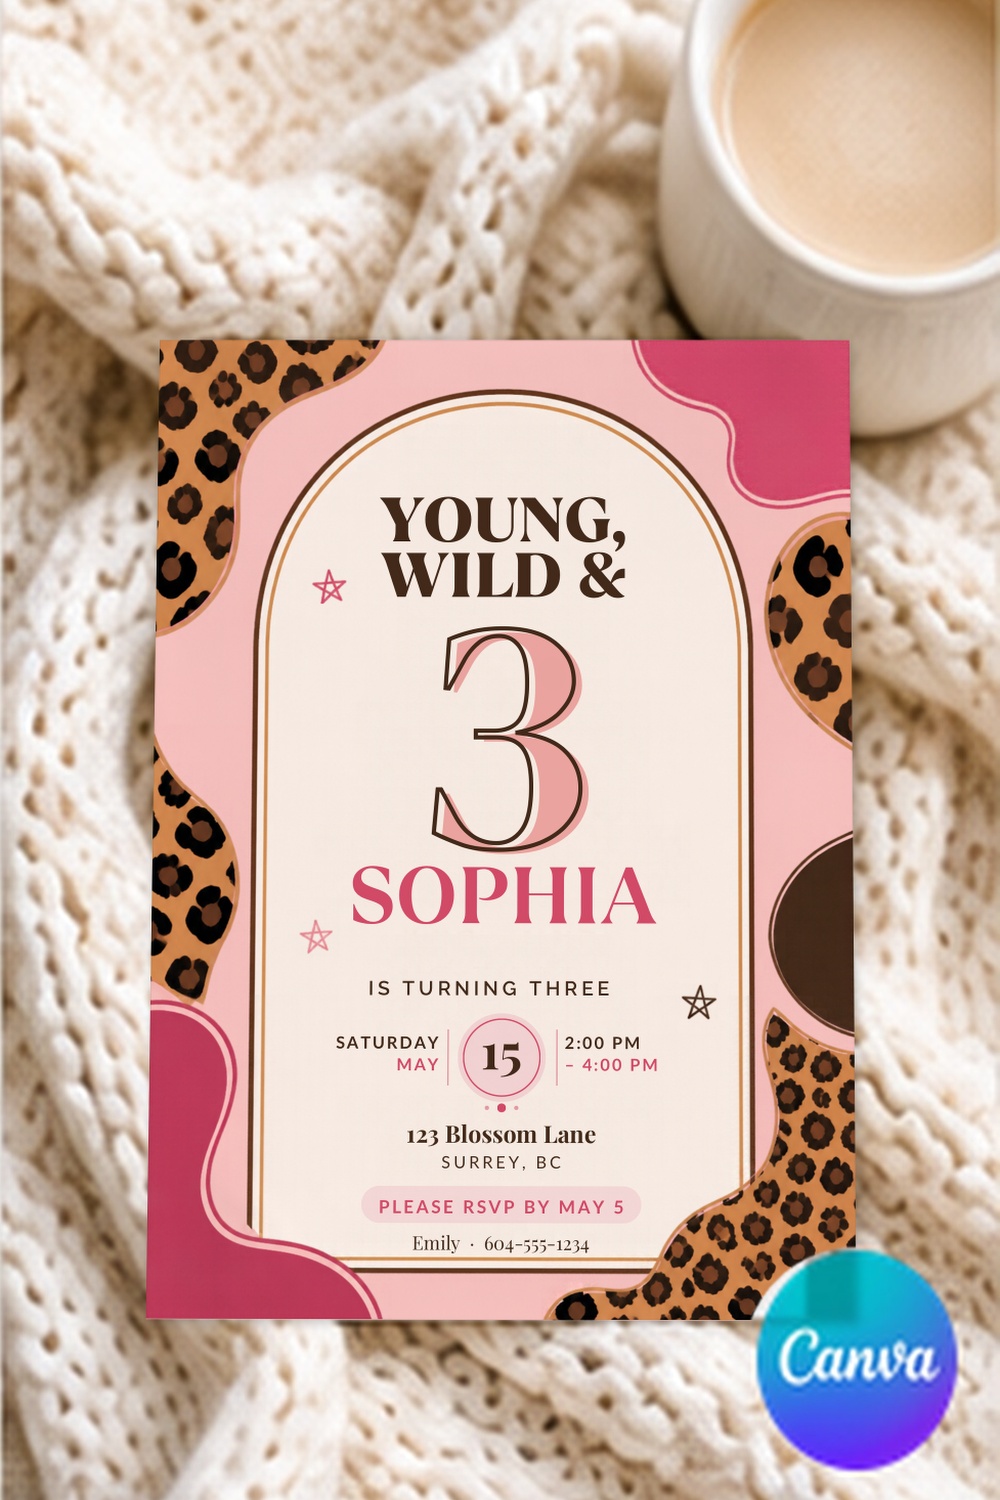 YOUNG,
WILD &
3
SOPHIA
IS TURNING THREE
SATURDAY
MAY
15
2:00 PM
– 4:00 PM
123 Blossom Lane
SURREY, BC
PLEASE RSVP BY MAY 5
Emily · 604-555-1234
Canva